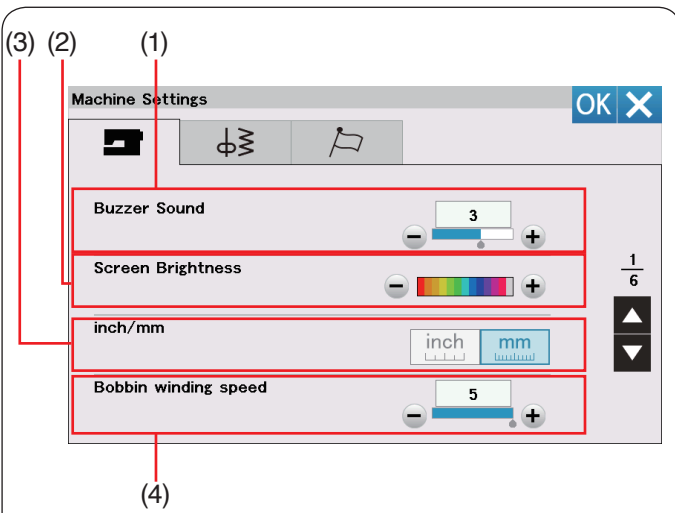 (3) (2) (1)
Machine Settings
OK
Buzzer Sound
3
Screen Brightness
1
6
inch/mm
inch mm
Bobbin winding speed
5
(4)